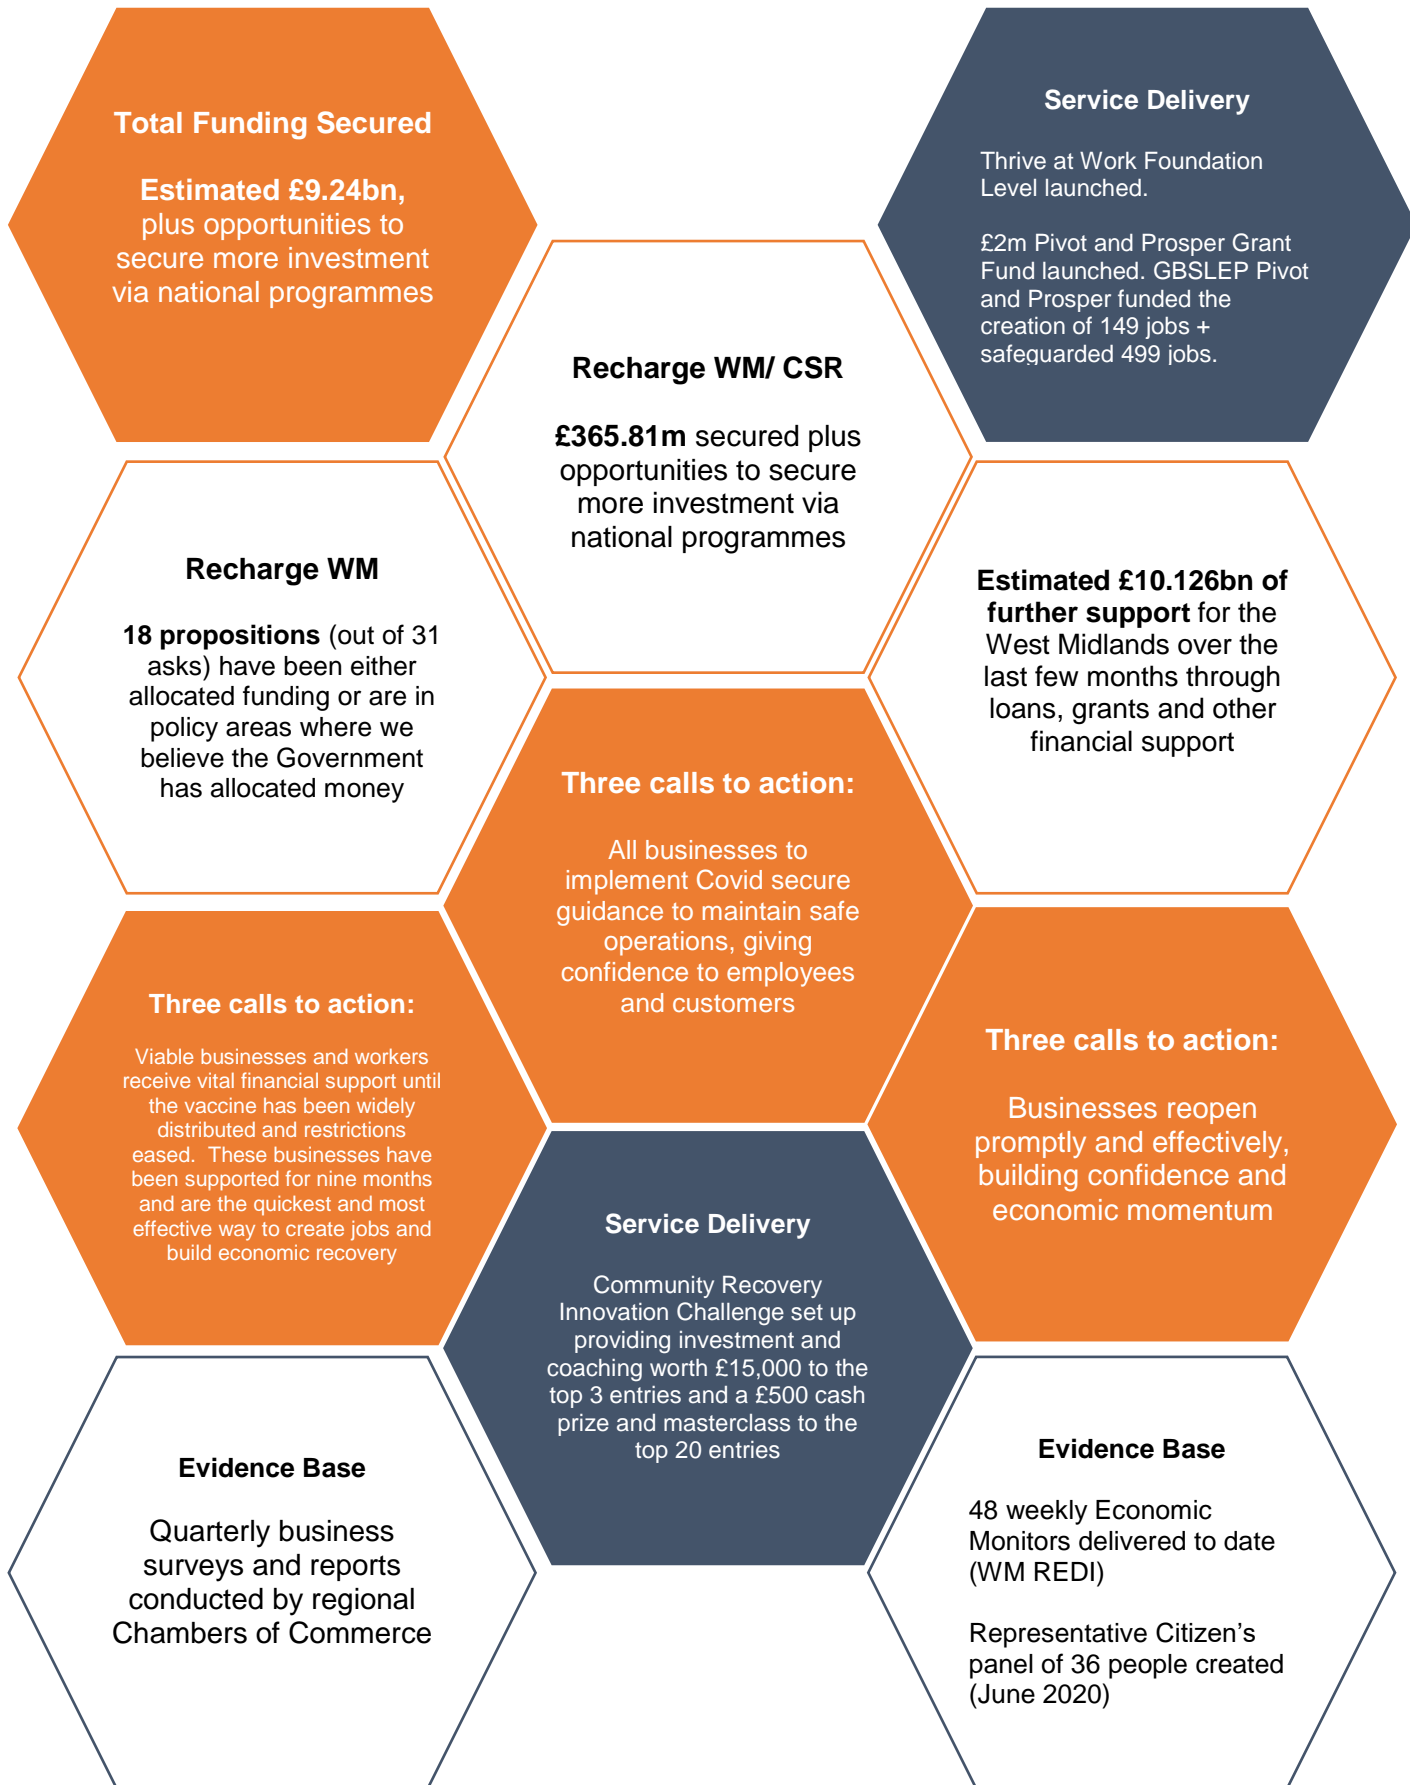 Total Funding Secured
Estimated £9.24bn,
plus opportunities to
secure more investment
via national programmes
Service Delivery
Thrive at Work Foundation
Level launched.
£2m Pivot and Prosper Grant
Fund launched. GBSLEP Pivot
and Prosper funded the
creation of 149 jobs +
safeguarded 499 jobs.
Recharge WM/ CSR
£365.81m secured plus
opportunities to secure
more investment via
national programmes
Recharge WM
18 propositions (out of 31
asks) have been either
allocated funding or are in
policy areas where we
believe the Government
has allocated money
Estimated £10.126bn of
further support for the
West Midlands over the
last few months through
loans, grants and other
financial support
Three calls to action:
All businesses to
implement Covid secure
guidance to maintain safe
operations, giving
confidence to employees
and customers
Three calls to action:
Viable businesses and workers
receive vital financial support until
the vaccine has been widely
distributed and restrictions
eased.  These businesses have
been supported for nine months
and are the quickest and most
effective way to create jobs and
build economic recovery
Three calls to action:
Businesses reopen
promptly and effectively,
building confidence and
economic momentum
Service Delivery
Community Recovery
Innovation Challenge set up
providing investment and
coaching worth £15,000 to the
top 3 entries and a £500 cash
prize and masterclass to the
top 20 entries
Evidence Base
Quarterly business
surveys and reports
conducted by regional
Chambers of Commerce
Evidence Base
48 weekly Economic
Monitors delivered to date
(WM REDI)
Representative Citizen’s
panel of 36 people created
(June 2020)